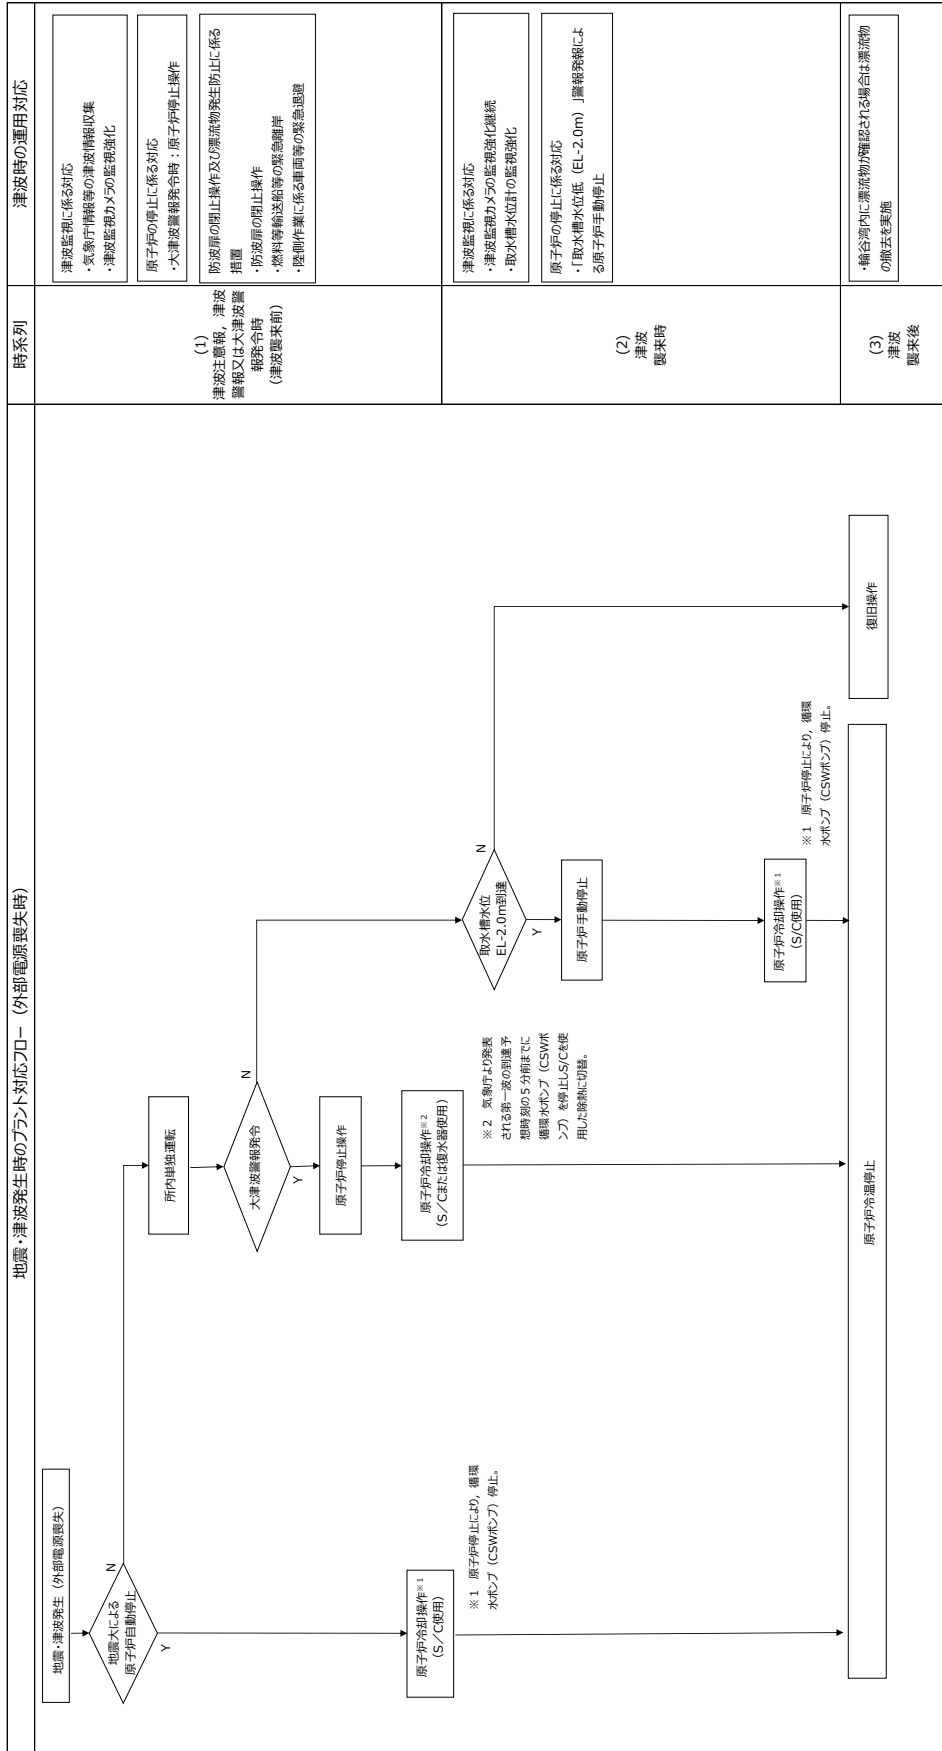 地震・津波発生時のプラント対応フロー（外部電源喪失時）
時系列
津波時の運用対応
地震・津波発生（外部電源喪失）
地震大による
原子炉自動停止
N
Y
所内単独運転
大津波警報発令
N
Y
原子炉停止操作
原子炉冷却操作※1
（S／C使用）
※１　原子炉停止により，循環
水ポンプ（CSWポンプ）停止。
原子炉冷却操作※2
（S／Cまたは復水器使用）
※２　気象庁より発表
される第一波の到達予
想時刻の５分前までに
循環水ポンプ（CSWポ
ンプ）を停止しS/Cを使
用した除熱に切替。
取水槽水位
EL-2.0m到達
N
Y
原子炉手動停止
原子炉冷却操作※1
（S/C使用）
※１　原子炉停止により，循環
水ポンプ（CSWポンプ）停止。
原子炉冷温停止
復旧操作
(1)
津波注意報，津波
警報又は大津波警
報発令時
（津波襲来前）
津波監視に係る対応
・気象庁情報等の津波情報収集
・津波監視カメラの監視強化
原子炉の停止に係る対応
・大津波警報発令時：原子炉停止操作
防波扉の閉止操作及び漂流物発生防止に係る
措置
・防波扉の閉止操作
・燃料等輸送船等の緊急離岸
・陸側作業に係る車両等の緊急退避
(2)
津波
襲来時
津波監視に係る対応
・津波監視カメラの監視強化継続
・取水槽水位計の監視強化
原子炉の停止に係る対応
・「取水槽水位低（EL-2.0m）」警報発報によ
る原子炉手動停止
(3)
津波
襲来後
・輪谷湾内に漂流物が確認される場合は漂流物
の撤去を実施